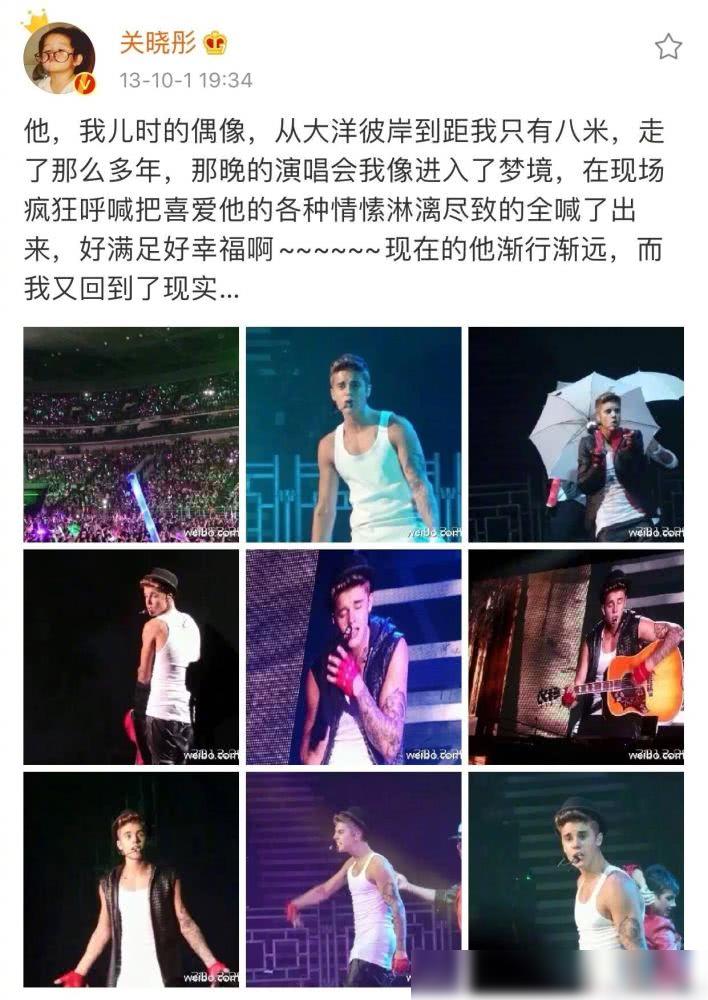 关晓彤
13-10-1 19:34
他，我儿时的偶像，从大洋彼岸到距我只有八米，走
了那么多年，那晚的演唱会我像进入了梦境，在现场
疯狂呼喊把喜爱他的各种情愫淋漓尽致的全喊了出
来，好满足好幸福啊~~~~~~现在的他渐行渐远，而
我又回到了现实...
weibo.com
weibo.com
weibo.com
weibo.com
weibo.com
weibo.com
weibo.com
weibo.com